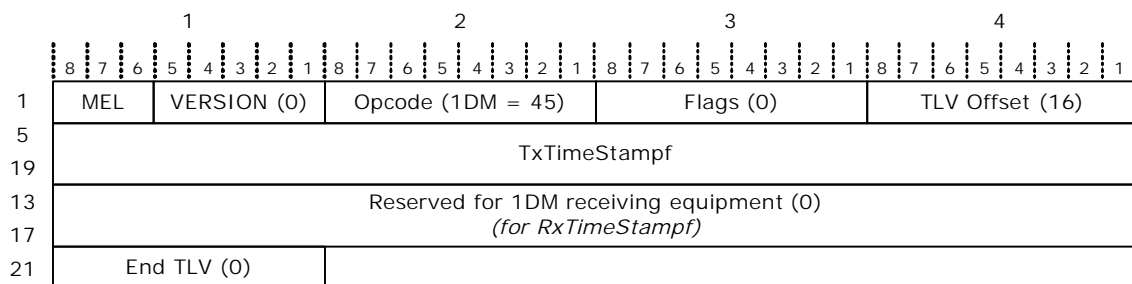 1 2 3 4
8 7 6 5 4 3 2 1 8 7 6 5 4 3 2 1 8 7 6 5 4 3 2 1 8 7 6 5 4 3 2 1
1 MEL VERSION (0) Opcode (1DM = 45) Flags (0) TLV Offset (16)
5
TxTimeStampf
19
13 Reserved for 1DM receiving equipment (0)
17 (for RxTimeStampf)
21 End TLV (0)